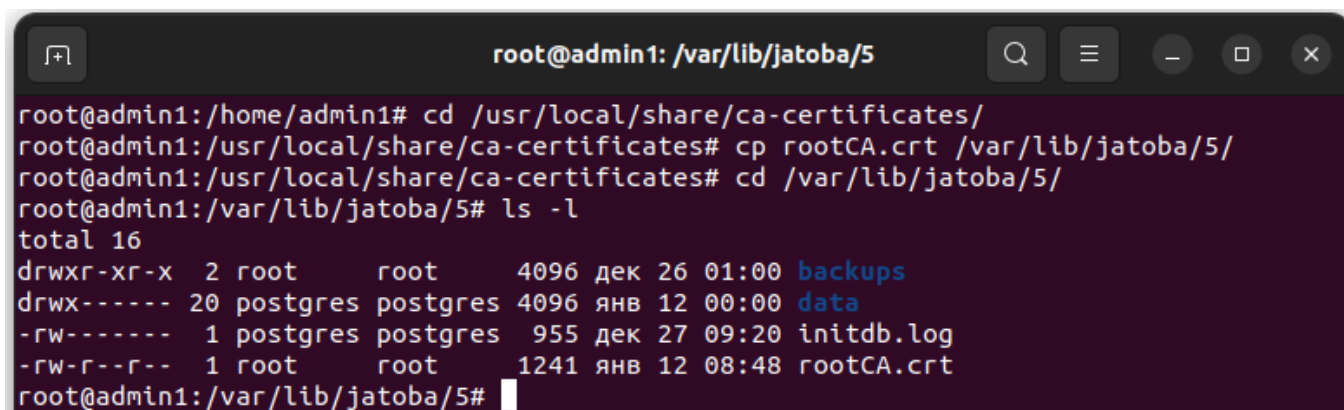 root@admin1: /var/lib/jatoba/5
root@admin1:/home/admin1# cd /usr/local/share/ca-certificates/
root@admin1:/usr/local/share/ca-certificates# cp rootCA.crt /var/lib/jatoba/5/
root@admin1:/usr/local/share/ca-certificates# cd /var/lib/jatoba/5/
root@admin1:/var/lib/jatoba/5# ls -l
total 16
drwxr-xr-x  2 root     root     4096 дек 26 01:00 backups
drwx------ 20 postgres postgres 4096 янв 12 00:00 data
-rw-------  1 postgres postgres  955 дек 27 09:20 initdb.log
-rw-r--r--  1 root     root     1241 янв 12 08:48 rootCA.crt
root@admin1:/var/lib/jatoba/5#